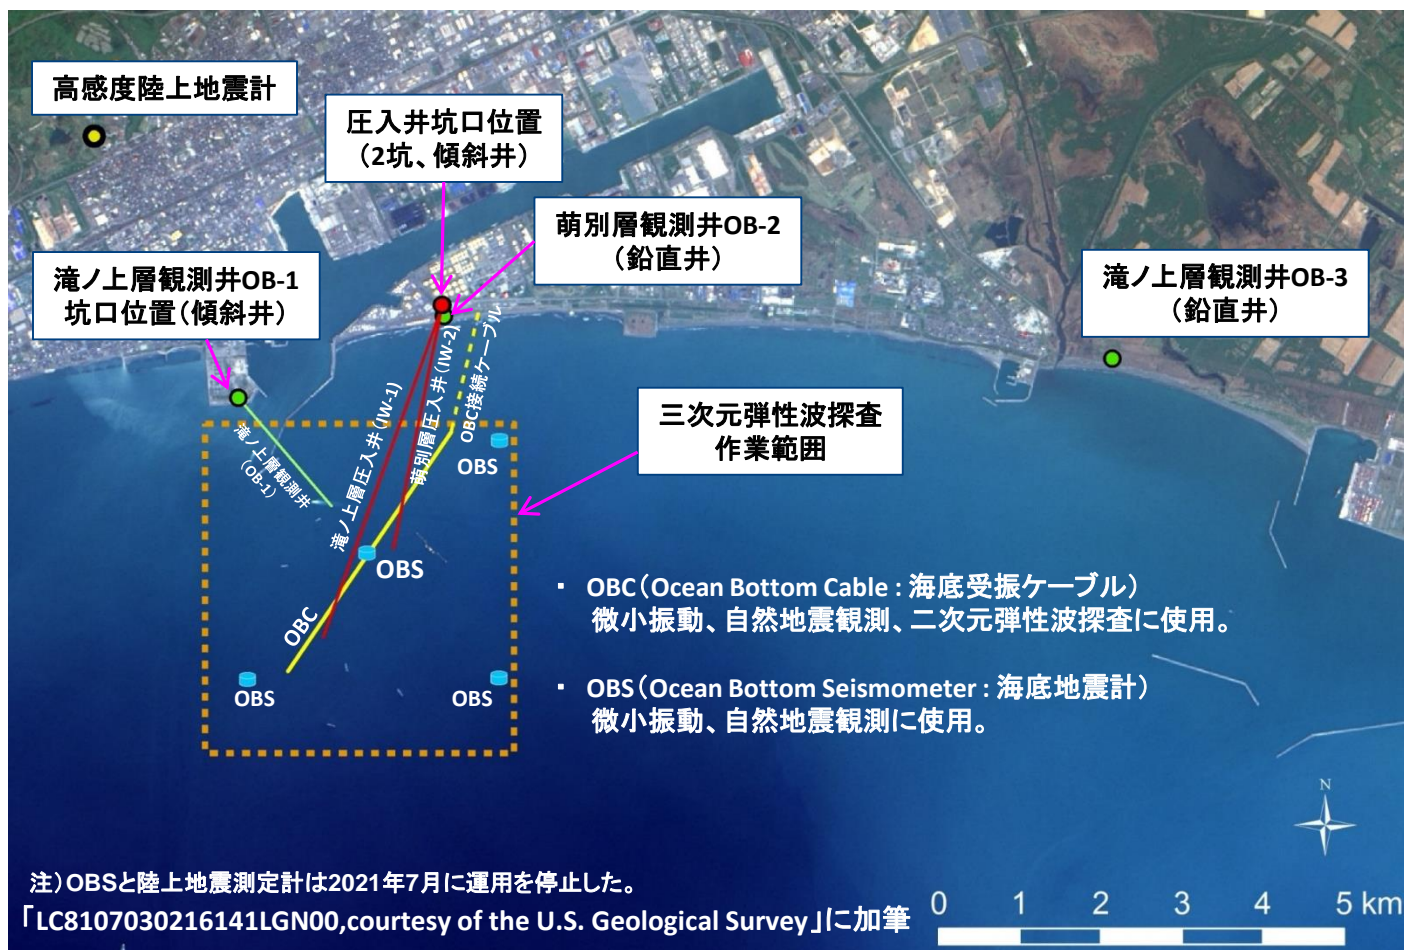 高感度陸上地震計
圧入井坑口位置
（2坑、傾斜井）
萌別層観測井OB-2
（鉛直井）
滝ノ上層観測井OB-1
坑口位置（傾斜井）
滝ノ上層観測井OB-3
（鉛直井）
滝ノ上層観測井
（OB-1）
滝ノ上層圧入井（IW-1）
萌別層圧入井（IW-2）
OBC接続ケーブル
三次元弾性波探査
作業範囲
OBS
OBS
OBC
OBS
OBS
・ OBC（Ocean Bottom Cable : 海底受振ケーブル）
微小振動、自然地震観測、二次元弾性波探査に使用。
・ OBS（Ocean Bottom Seismometer : 海底地震計）
微小振動、自然地震観測に使用。
N
注）OBSと陸上地震測定計は2021年7月に運用を停止した。
「LC8107030216141LGN00,courtesy of the U.S. Geological Survey」に加筆
0 1 2 3 4 5 km